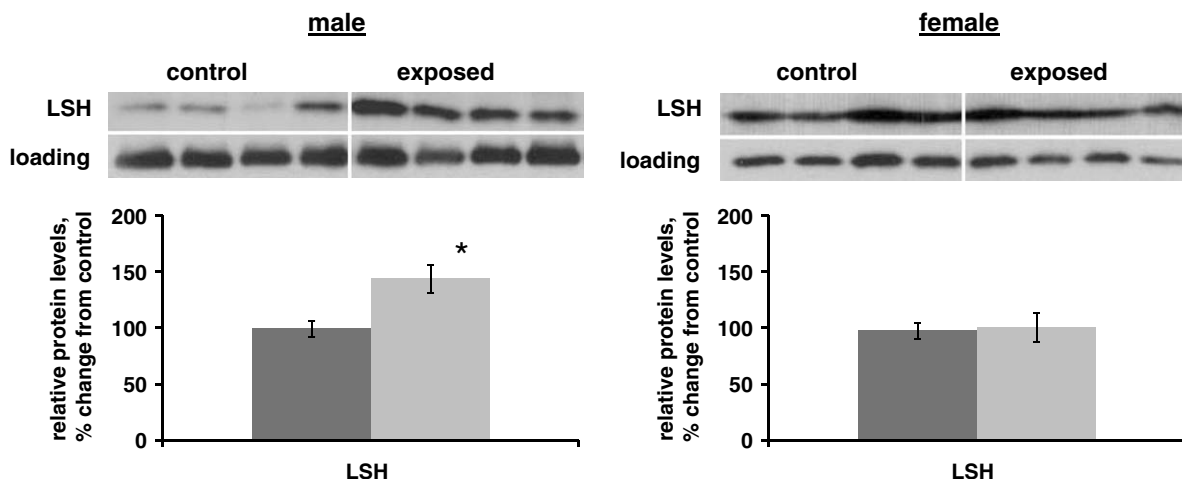 male
control exposed
LSH
loading
relative protein levels,
% change from control
200
150
100
50
0
*
LSH
female
control exposed
LSH
loading
relative protein levels,
% change from control
200
150
100
50
0
LSH